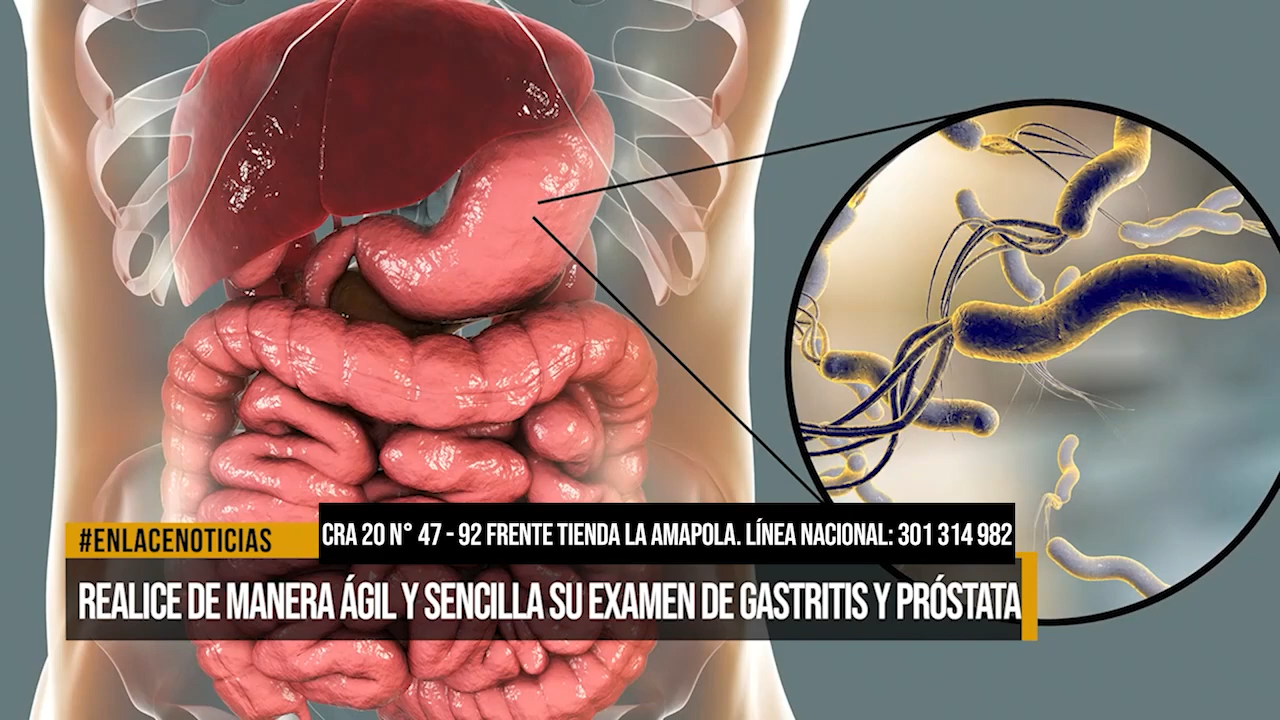 #ENLACENOTICIAS
CRA 20 N° 47 - 92 FRENTE TIENDA LA AMAPOLA. LÍNEA NACIONAL: 301 314 982
REALICE DE MANERA ÁGIL Y SENCILLA SU EXAMEN DE GASTRITIS Y PRÓSTATA